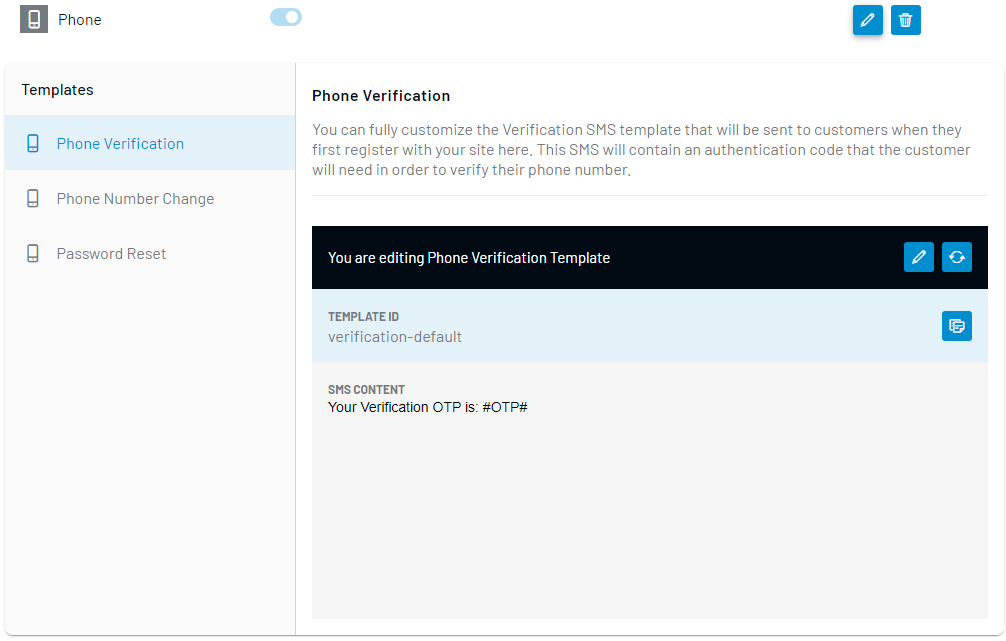 Phone
Templates
Phone Verification
Phone Number Change
Password Reset
Phone Verification
You can fully customize the Verification SMS template that will be sent to customers when they
first register with your site here. This SMS will contain an authentication code that the customer
will need in order to verify their phone number.
You are editing Phone Verification Template
TEMPLATE ID
verification-default
SMS CONTENT
Your Verification OTP is: #OTP#